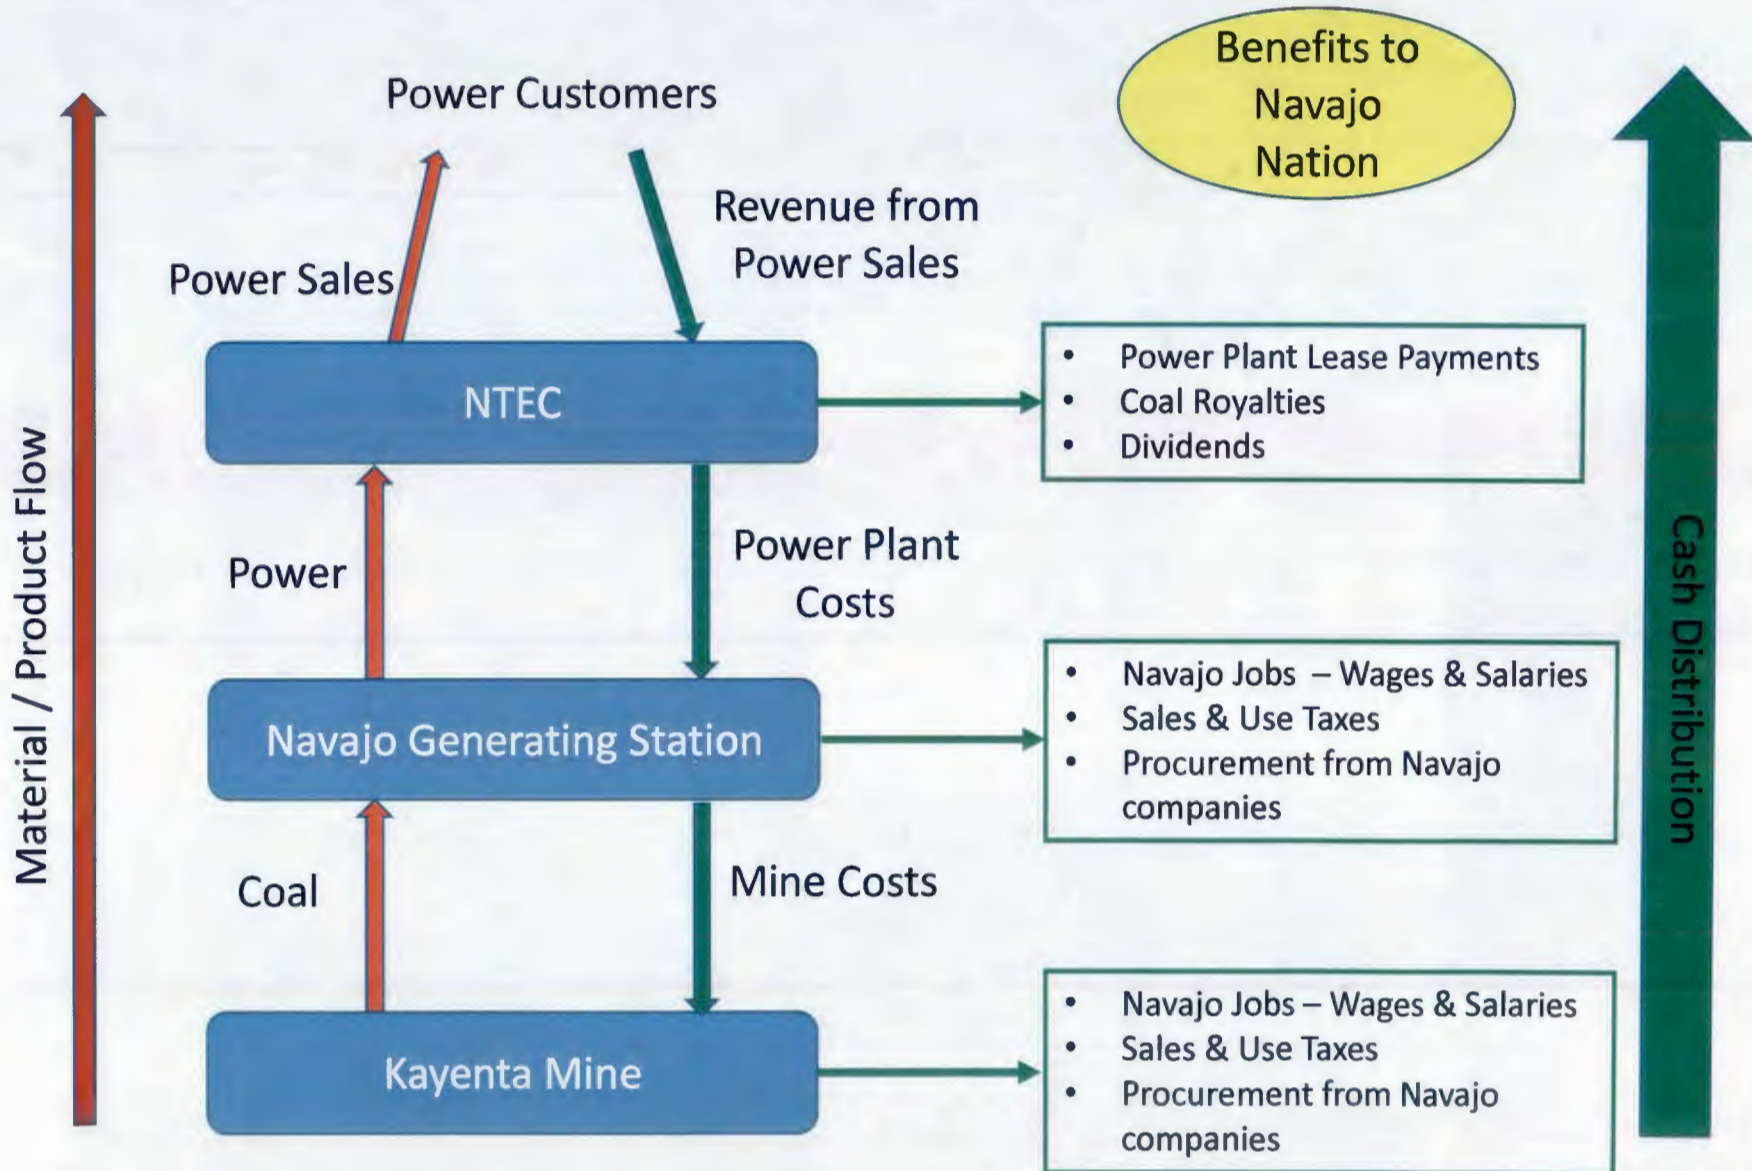 Benefits to
Navajo
Nation
Power Customers
Revenue from
Power Sales
Power Sales
NTEC
• Power Plant Lease Payments
• Coal Royalties
• Dividends
Material / Product Flow
Cash Distribution
Power
Power Plant
Costs
Navajo Generating Station
• Navajo Jobs – Wages & Salaries
• Sales & Use Taxes
• Procurement from Navajo
companies
Coal
Mine Costs
Kayenta Mine
• Navajo Jobs – Wages & Salaries
• Sales & Use Taxes
• Procurement from Navajo
companies